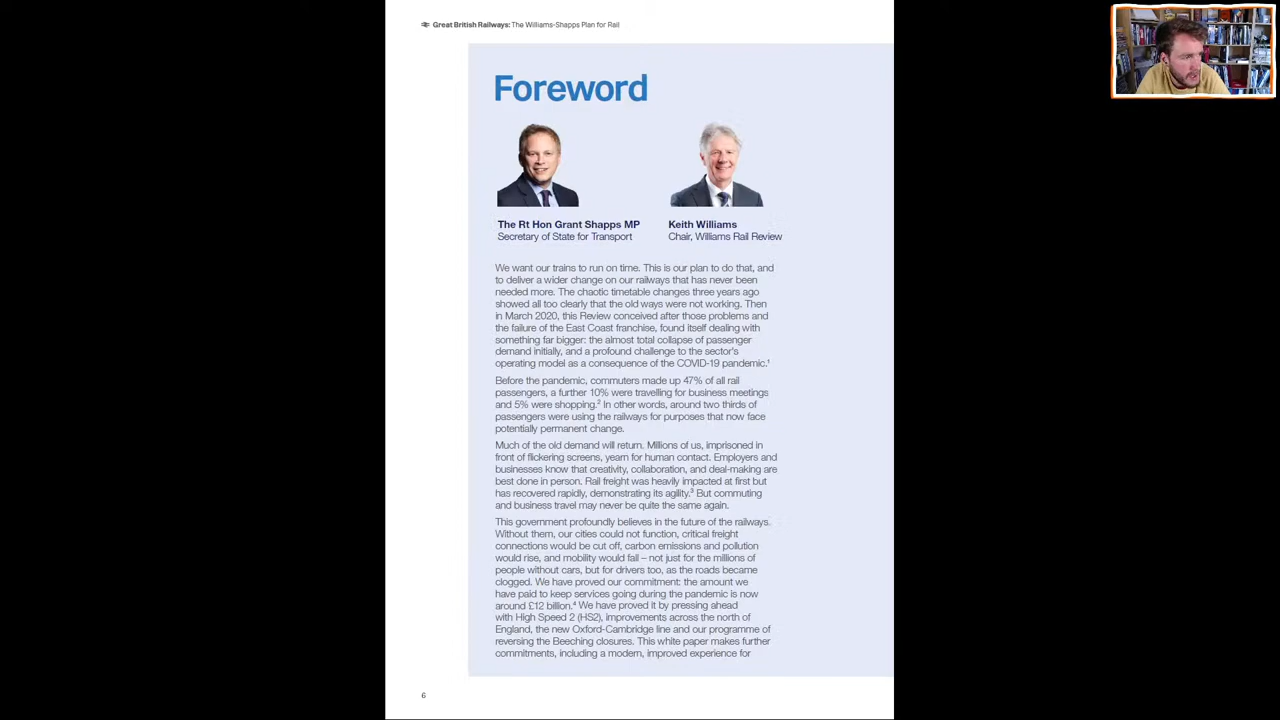 Great British Railways: The Williams-Shapps Plan for Rail
Foreword
The Rt Hon Grant Shapps MP
Secretary of State for Transport
Keith Williams
Chair, Williams Rail Review
We want our trains to run on time. This is our plan to do that, and
to deliver a wider change on our railways that has never been
needed more. The chaotic timetable changes three years ago
showed all too clearly that the old ways were not working. Then
in March 2020, this Review conceived after those problems and
the failure of the East Coast franchise, found itself dealing with
something far bigger: the almost total collapse of passenger
demand initially, and a profound challenge to the sector's
operating model as a consequence of the COVID-19 pandemic.¹
Before the pandemic, commuters made up 47% of all rail
passengers, a further 10% were travelling for business meetings
and 5% were shopping.² In other words, around two thirds of
passengers were using the railways for purposes that now face
potentially permanent change.
Much of the old demand will return. Millions of us, imprisoned in
front of flickering screens, yearn for human contact. Employers and
businesses know that creativity, collaboration, and deal-making are
best done in person. Rail freight was heavily impacted at first but
has recovered rapidly, demonstrating its agility.³ But commuting
and business travel may never be quite the same again.
This government profoundly believes in the future of the railways.
Without them, our cities could not function, critical freight
connections would be cut off, carbon emissions and pollution
would rise, and mobility would fall – not just for the millions of
people without cars, but for drivers too, as the roads became
clogged. We have proved our commitment: the amount we
have paid to keep services going during the pandemic is now
around £12 billion.⁴ We have proved it by pressing ahead
with High Speed 2 (HS2), improvements across the north of
England, the new Oxford-Cambridge line and our programme of
reversing the Beeching closures. This white paper makes further
commitments, including a modern, improved experience for
6